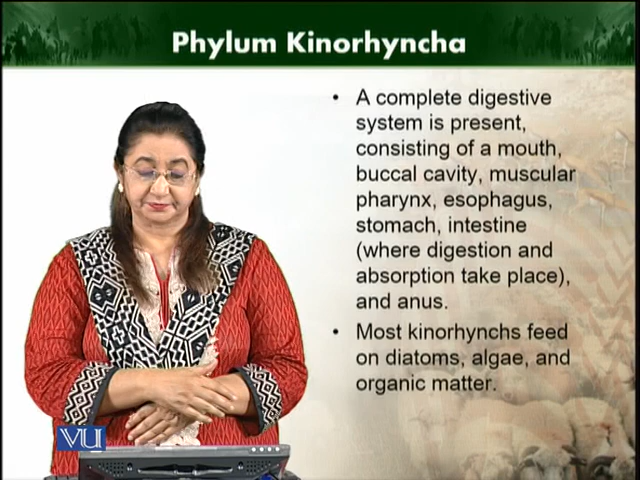 Phylum Kinorhyncha
• A complete digestive
system is present,
consisting of a mouth,
buccal cavity, muscular
pharynx, esophagus,
stomach, intestine
(where digestion and
absorption take place),
and anus.
• Most kinorhynchs feed
on diatoms, algae, and
organic matter.
VU